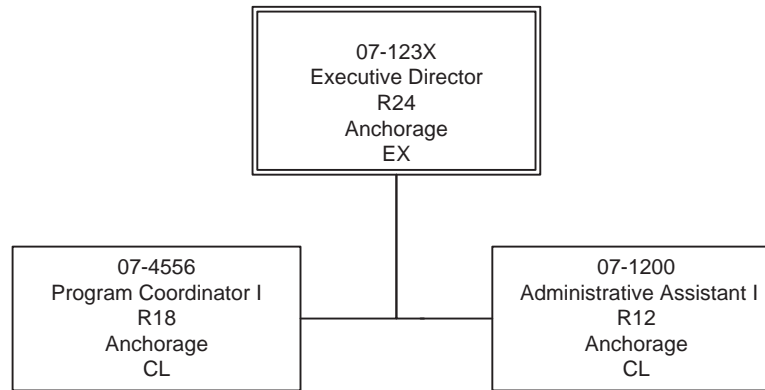 07-123X
Executive Director
R24
Anchorage
EX
07-4556
Program Coordinator I
R18
Anchorage
CL
07-1200
Administrative Assistant I
R12
Anchorage
CL